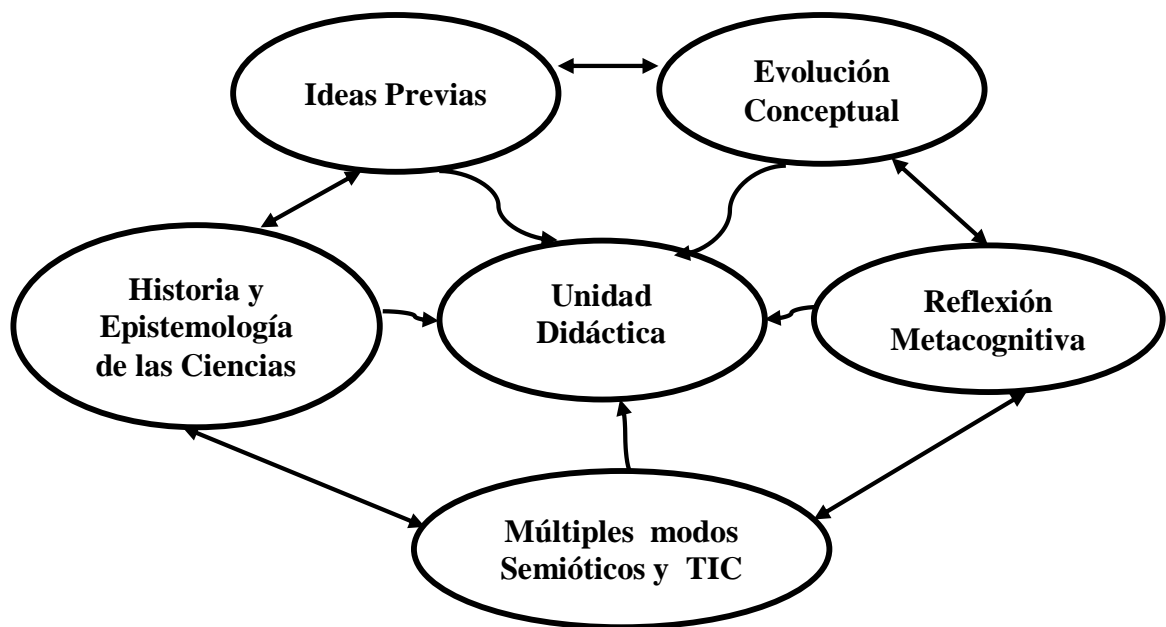 Ideas Previas
Evolución
Conceptual
Historia y
Epistemología
de las Ciencias
Unidad
Didáctica
Reflexión
Metacognitiva
Múltiples modos
Semióticos y TIC